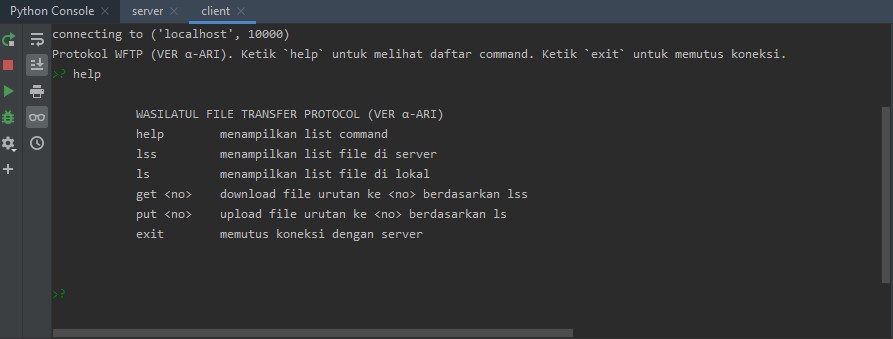 Python Console × server × client ×
connecting to ('localhost', 10000)
Protokol WFTP (VER α-ARI). Ketik `help` untuk melihat daftar command. Ketik `exit` untuk memutus koneksi.
>? help
WASILATUL FILE TRANSFER PROTOCOL (VER α-ARI)
help menampilkan list command
lss menampilkan list file di server
ls menampilkan list file di lokal
get <no> download file urutan ke <no> berdasarkan lss
put <no> upload file urutan ke <no> berdasarkan ls
exit memutus koneksi dengan server
>?